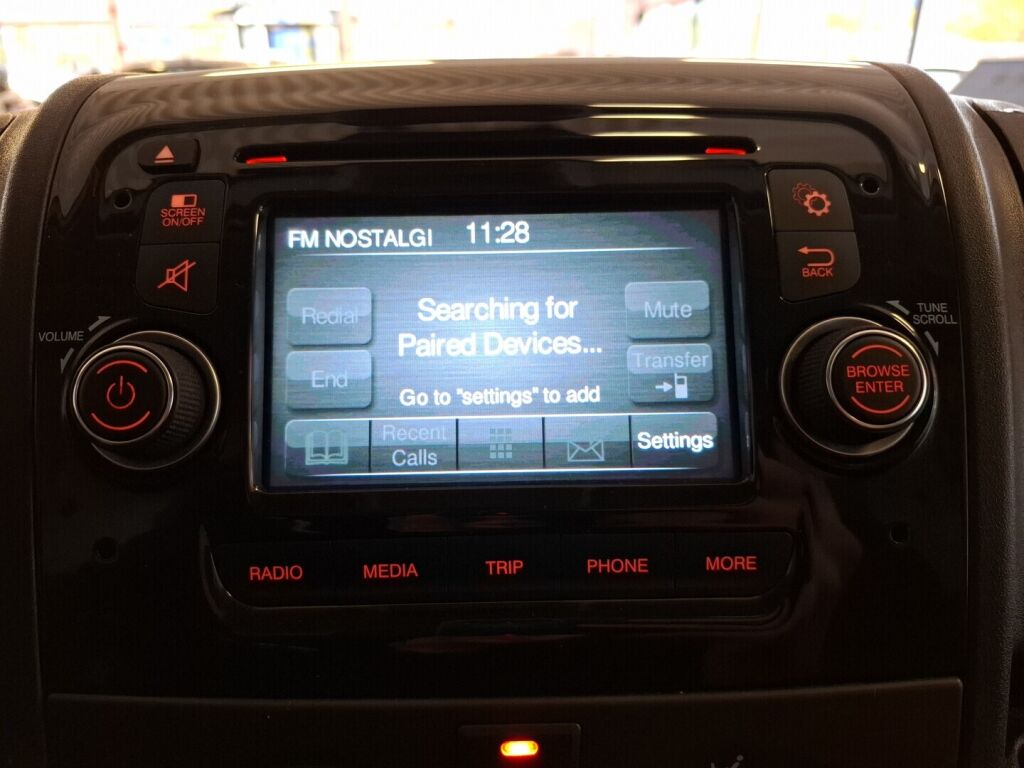 SCREEN
ON/OFF
FM NOSTALGI 11:28
BACK
Redial
Searching for
Paired Devices...
Mute
VOLUME
TUNE
SCROLL
End
Transfer
Go to "settings" to add
BROWSE
ENTER
Recent
Calls
Settings
RADIO
MEDIA
TRIP
PHONE
MORE